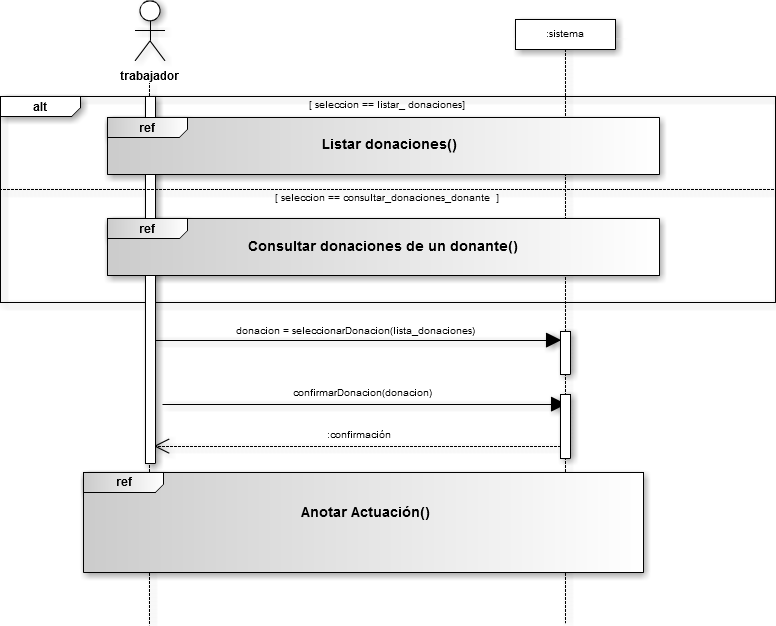 :sistema
trabajador
alt
[ seleccion == listar_ donaciones]
ref
Listar donaciones()
[ seleccion == consultar_donaciones_donante  ]
ref
Consultar donaciones de un donante()
donacion = seleccionarDonacion(lista_donaciones)
confirmarDonacion(donacion)
:confirmación
ref
Anotar Actuación()